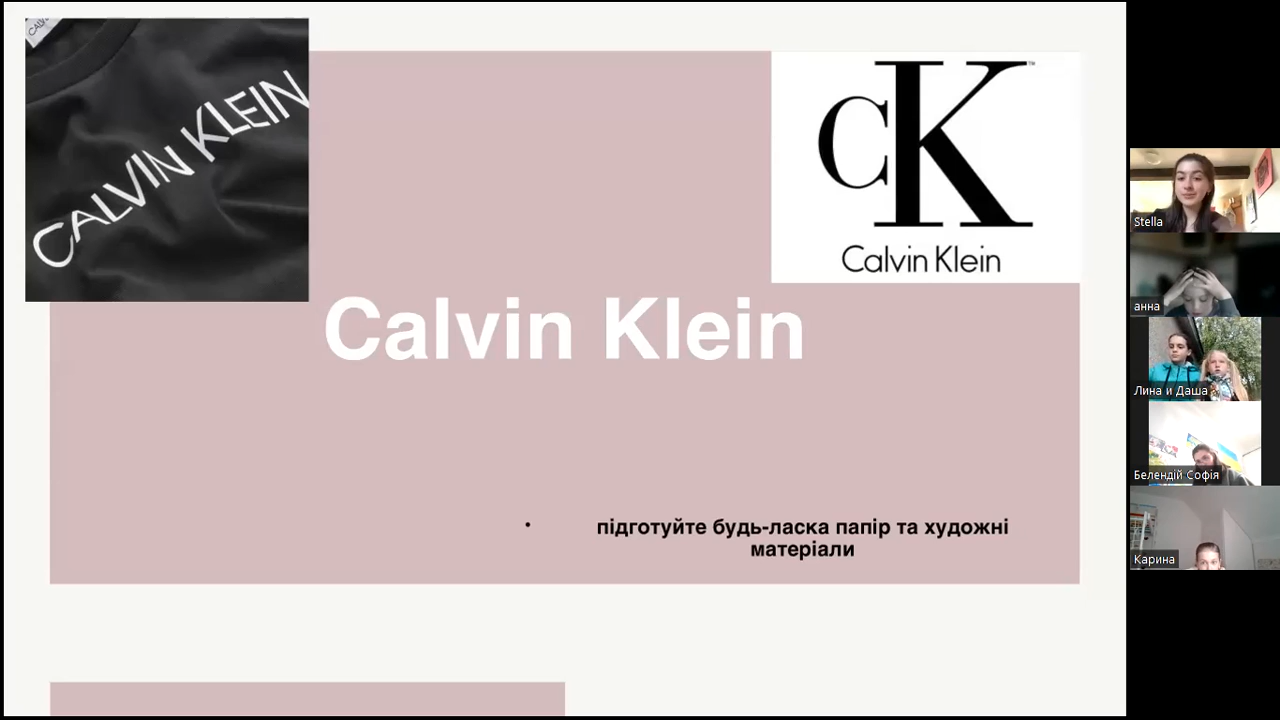 CALVIN KLEIN
CK
Calvin Klein
Calvin Klein
• підготуйте будь-ласка папір та художні
матеріали
Stella
анна
Лина и Даша
Белендій Софія
Карина